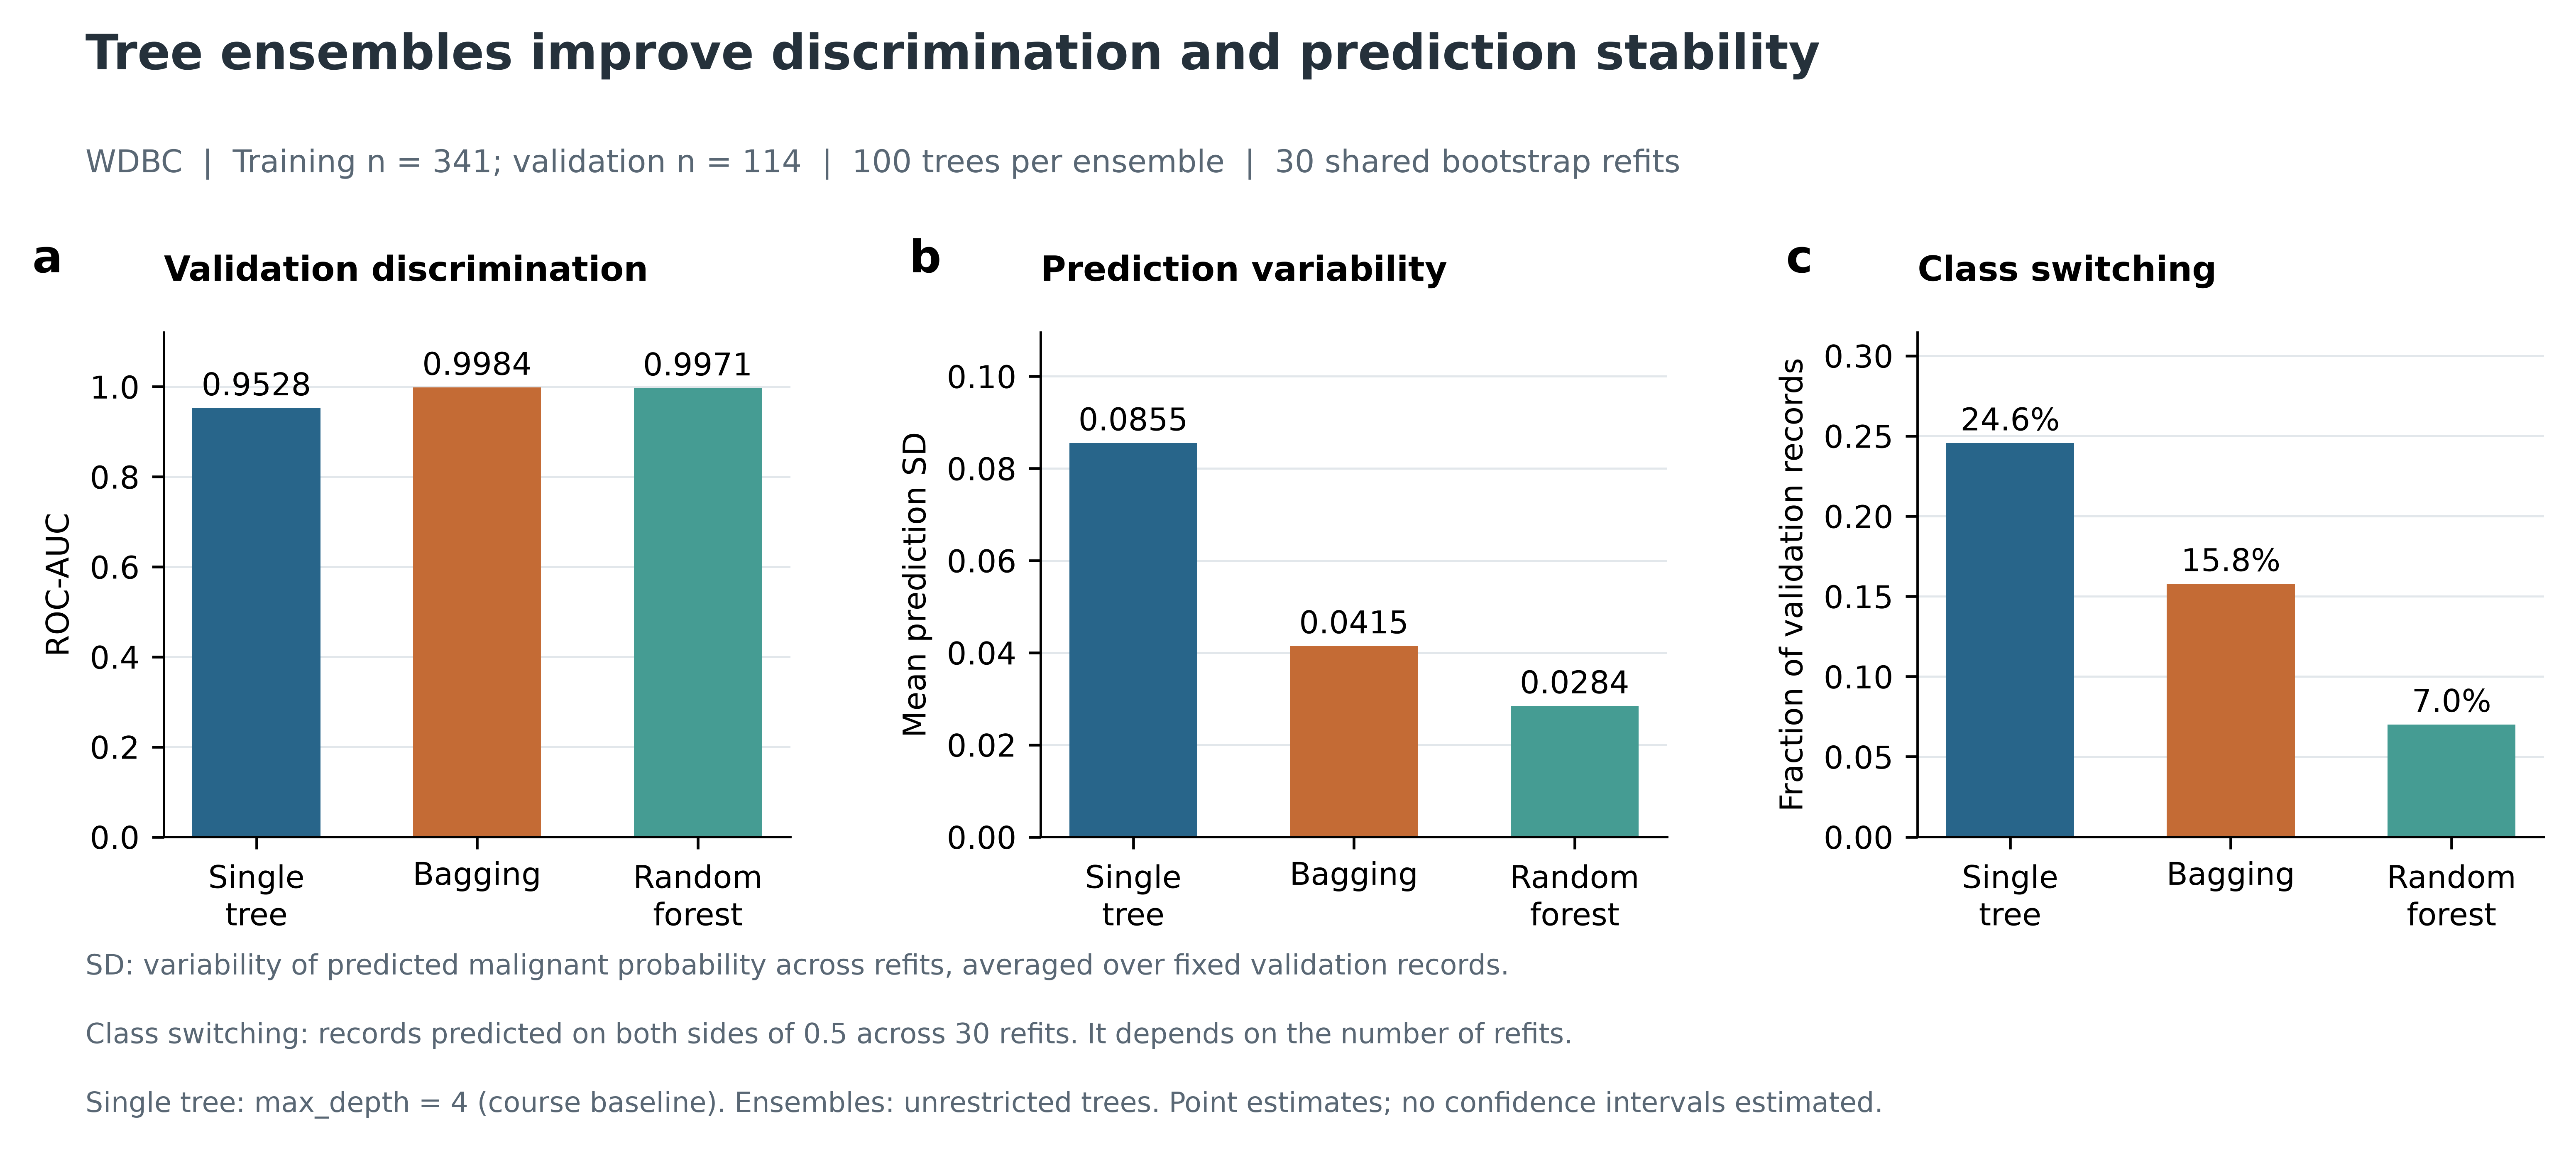 Tree ensembles improve discrimination and prediction stability
WDBC | Training n = 341; validation n = 114 | 100 trees per ensemble | 30 shared bootstrap refits
a
Validation discrimination
ROC-AUC
1.0
0.8
0.6
0.4
0.2
0.0
0.9528
0.9984
0.9971
Single
tree
Bagging
Random
forest
b
Prediction variability
Mean prediction SD
0.10
0.08
0.06
0.04
0.02
0.00
0.0855
0.0415
0.0284
Single
tree
Bagging
Random
forest
c
Class switching
Fraction of validation records
0.30
0.25
0.20
0.15
0.10
0.05
0.00
24.6%
15.8%
7.0%
Single
tree
Bagging
Random
forest
SD: variability of predicted malignant probability across refits, averaged over fixed validation records.
Class switching: records predicted on both sides of 0.5 across 30 refits. It depends on the number of refits.
Single tree: max_depth = 4 (course baseline). Ensembles: unrestricted trees. Point estimates; no confidence intervals estimated.